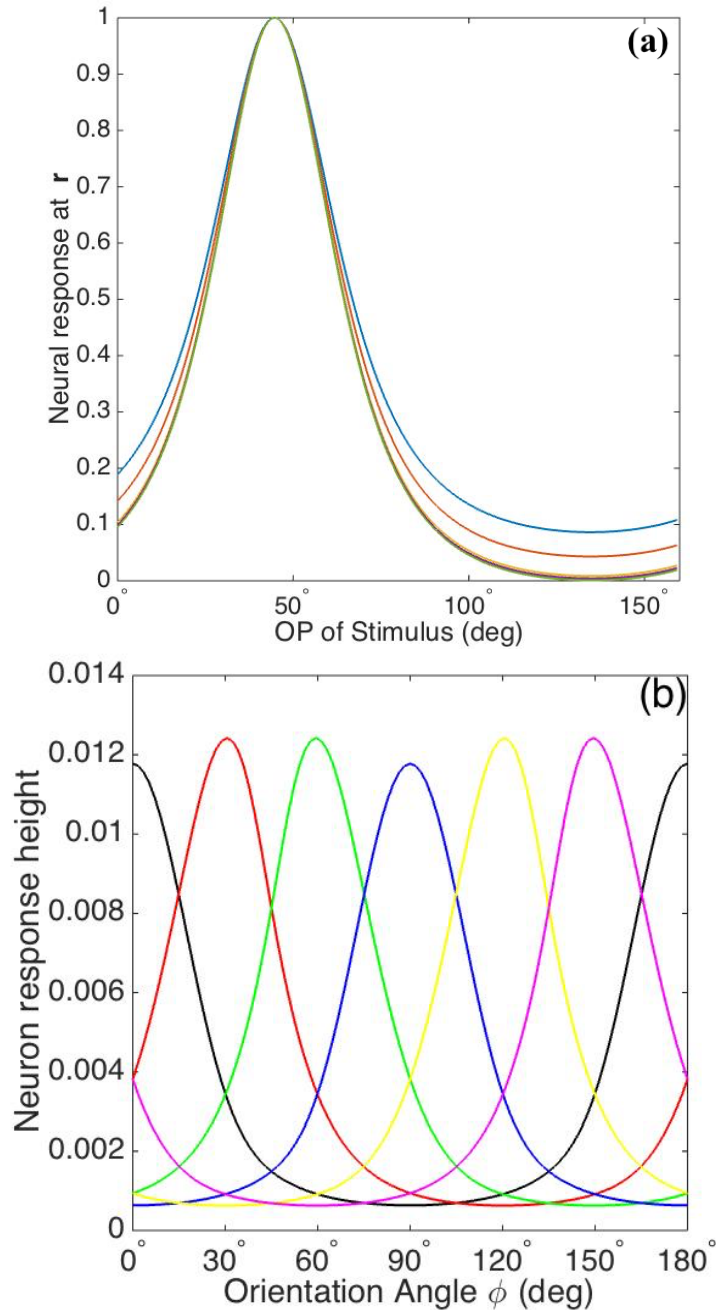 (a)
1
0.9
0.8
0.7
0.6
0.5
0.4
0.3
0.2
0.1
0
Neural response at r
0° 50° 100° 150°
OP of Stimulus (deg)
(b)
0.014
0.012
0.01
0.008
0.006
0.004
0.002
0
Neuron response height
0° 30° 60° 90° 120° 150° 180°
Orientation Angle ϕ (deg)